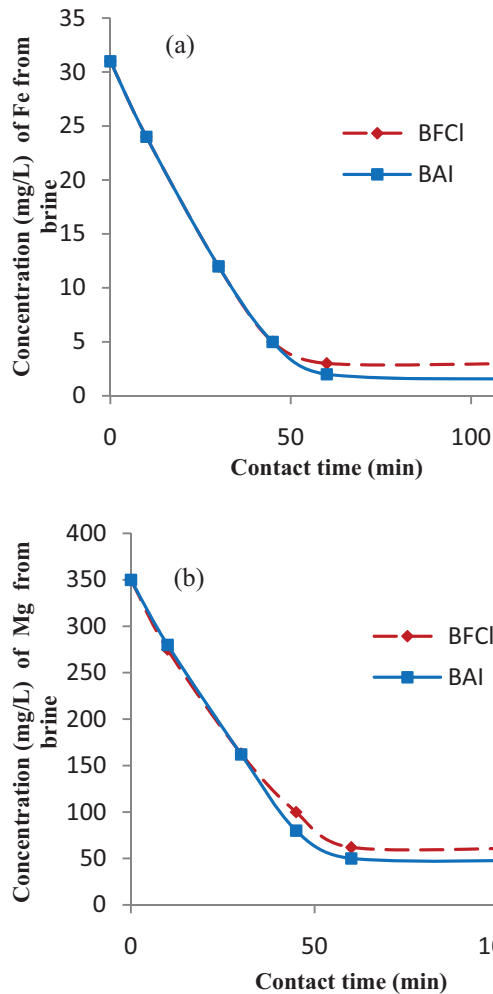 (a)
35
30
25
20
15
10
5
0
Concentration (mg/L) of Fe from
brine
BFCl
BAI
0 50 100
Contact time (min)
(b)
400
350
300
250
200
150
100
50
0
Concentration (mg/L) of Mg from
brine
BFCl
BAI
0 50 10
Contact time (min)